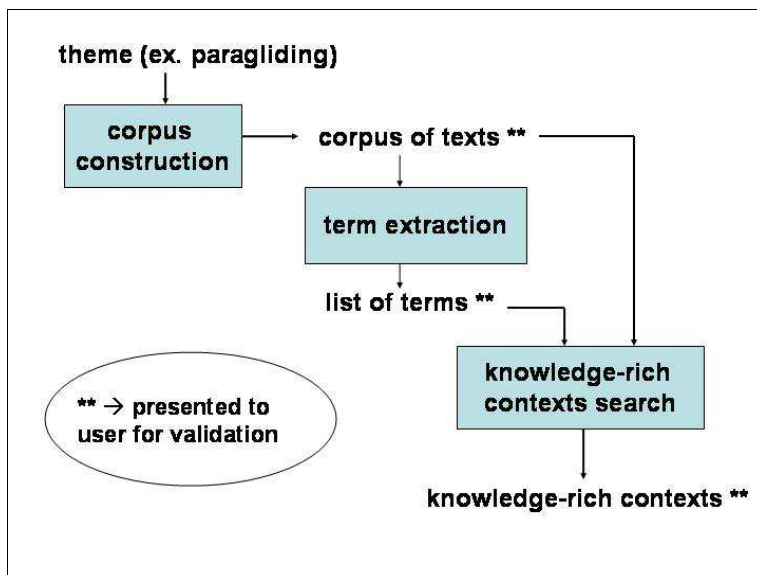 theme (ex. paragliding)
corpus
construction
corpus of texts **
term extraction
list of terms **
knowledge-rich
contexts search
** → presented to
user for validation
knowledge-rich contexts **